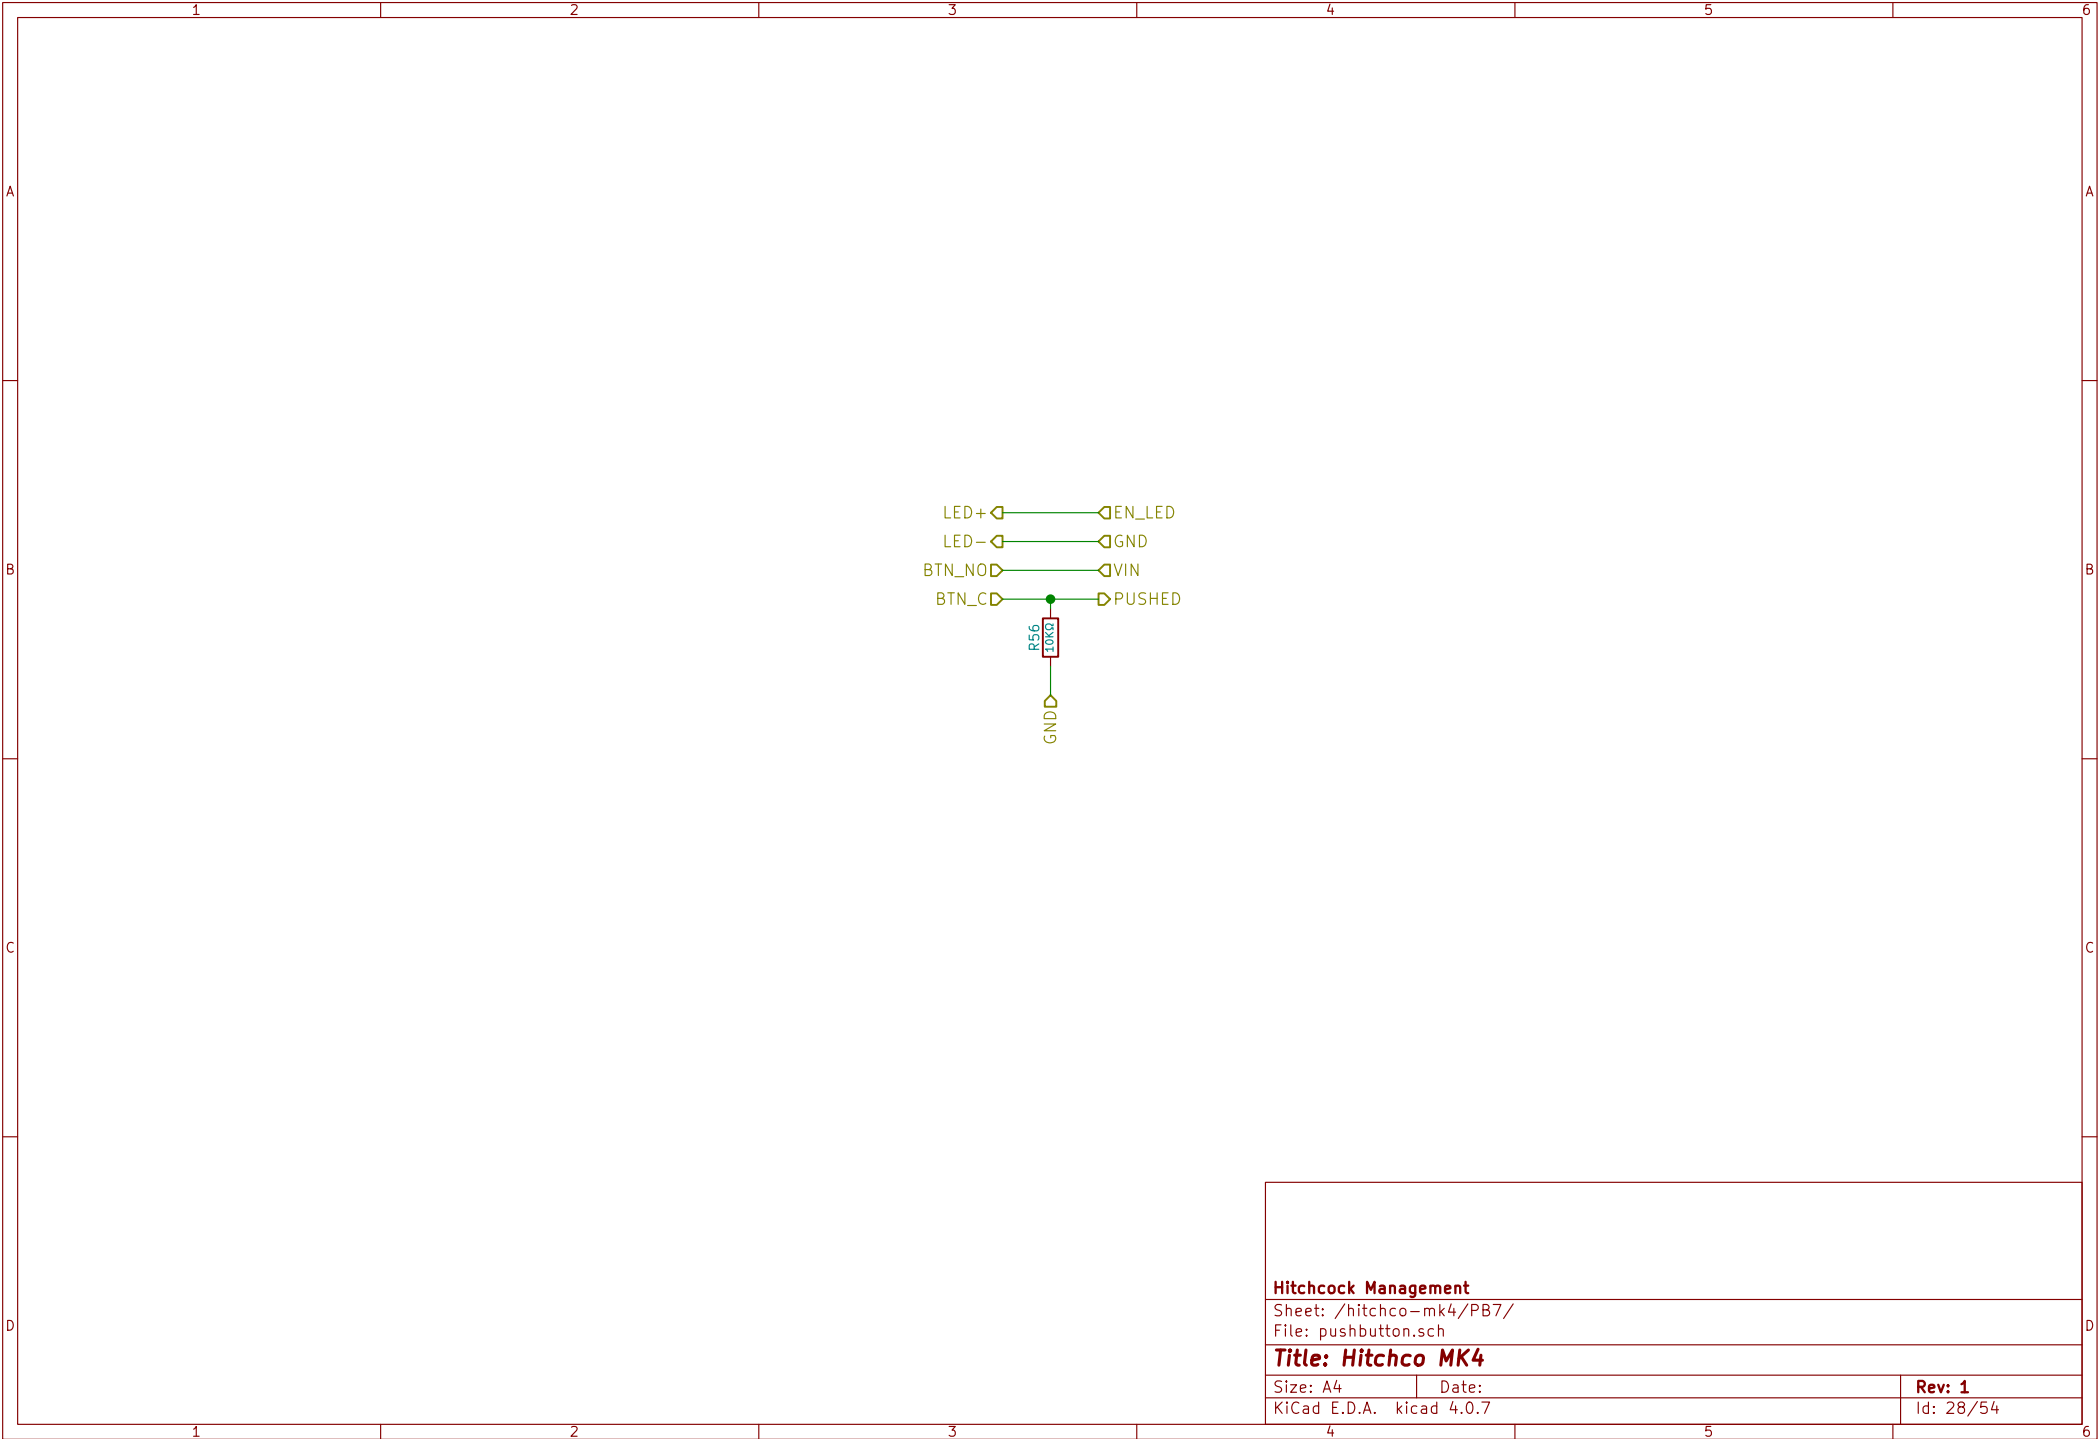 1 2 3 4 5 6
A A
LED+ EN_LED
LED- GND
B B
BTN_NO VIN
BTN_C PUSHED
R56 10KΩ
GND
C C
Hitchcock Management
Sheet: /hitchco-mk4/PB7/
D D
File: pushbutton.sch
Title: Hitchco MK4
Size: A4 Date: Rev: 1
KiCad E.D.A. kicad 4.0.7 Id: 28/54
1 2 3 4 5 6